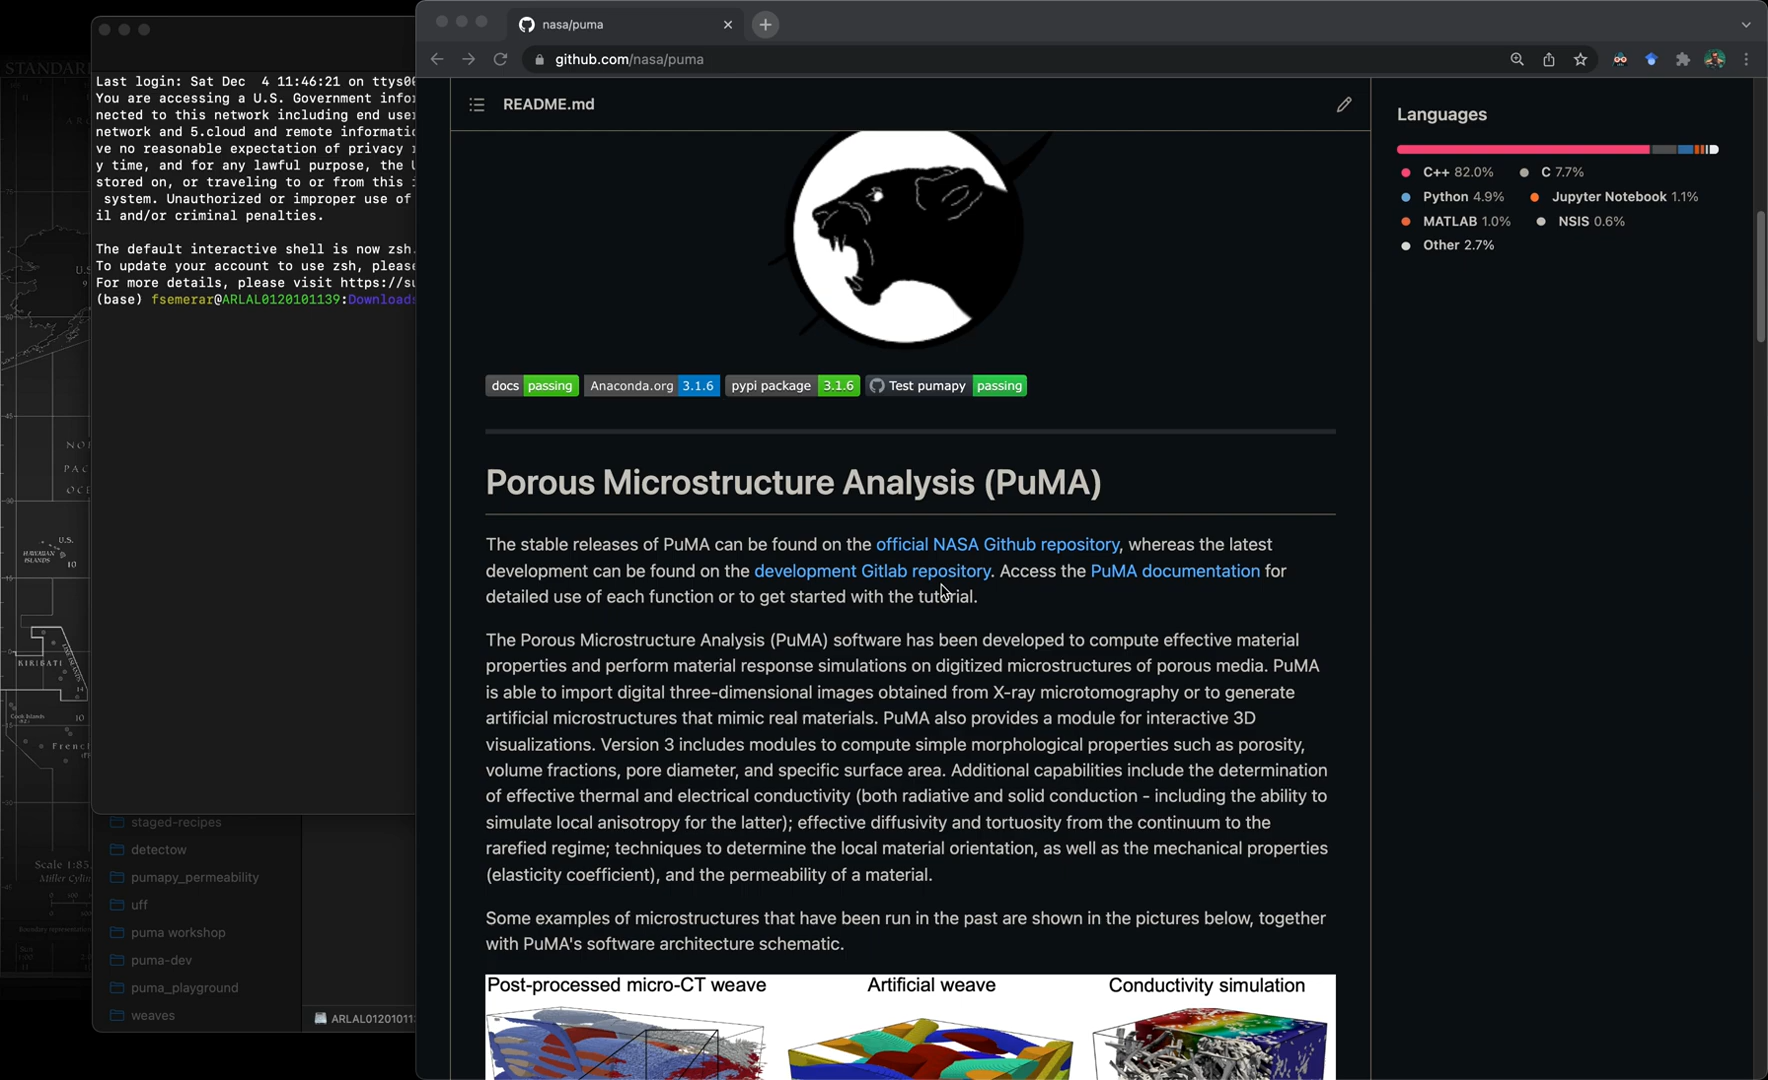 nasa/puma
github.com/nasa/puma
STANDAR
Last login: Sat Dec  4 11:46:21 on ttys00
You are accessing a U.S. Government info
nected to this network including end use
network and 5.cloud and remote informati
ve no reasonable expectation of privacy
y time, and for any lawful purpose, the
stored on, or traveling to or from this
system. Unauthorized or improper use of
il and/or criminal penalties.
The default interactive shell is now zsh.
To update your account to use zsh, please
For more details, please visit https://su
(base) fsemerar@ARLAL0120101139:Downloads
staged-recipes
detectow
pumapy_permeability
uff
puma workshop
puma-dev
puma_playground
weaves
ARLAL012010113
U.S.
HAWAIIAN
ISLANDS
10
KIRIBATI
Scale 1:85,
Miller Cylin
README.md
docs passing Anaconda.org 3.1.6 pypi package 3.1.6 Test pumapy passing
Porous Microstructure Analysis (PuMA)
The stable releases of PuMA can be found on the official NASA Github repository, whereas the latest
development can be found on the development Gitlab repository. Access the PuMA documentation for
detailed use of each function or to get started with the tutorial.
The Porous Microstructure Analysis (PuMA) software has been developed to compute effective material
properties and perform material response simulations on digitized microstructures of porous media. PuMA
is able to import digital three-dimensional images obtained from X-ray microtomography or to generate
artificial microstructures that mimic real materials. PuMA also provides a module for interactive 3D
visualizations. Version 3 includes modules to compute simple morphological properties such as porosity,
volume fractions, pore diameter, and specific surface area. Additional capabilities include the determination
of effective thermal and electrical conductivity (both radiative and solid conduction - including the ability to
simulate local anisotropy for the latter); effective diffusivity and tortuosity from the continuum to the
rarefied regime; techniques to determine the local material orientation, as well as the mechanical properties
(elasticity coefficient), and the permeability of a material.
Some examples of microstructures that have been run in the past are shown in the pictures below, together
with PuMA's software architecture schematic.
Post-processed micro-CT weave Artificial weave Conductivity simulation
Languages
C++ 82.0% C 7.7%
Python 4.9% Jupyter Notebook 1.1%
MATLAB 1.0% NSIS 0.6%
Other 2.7%